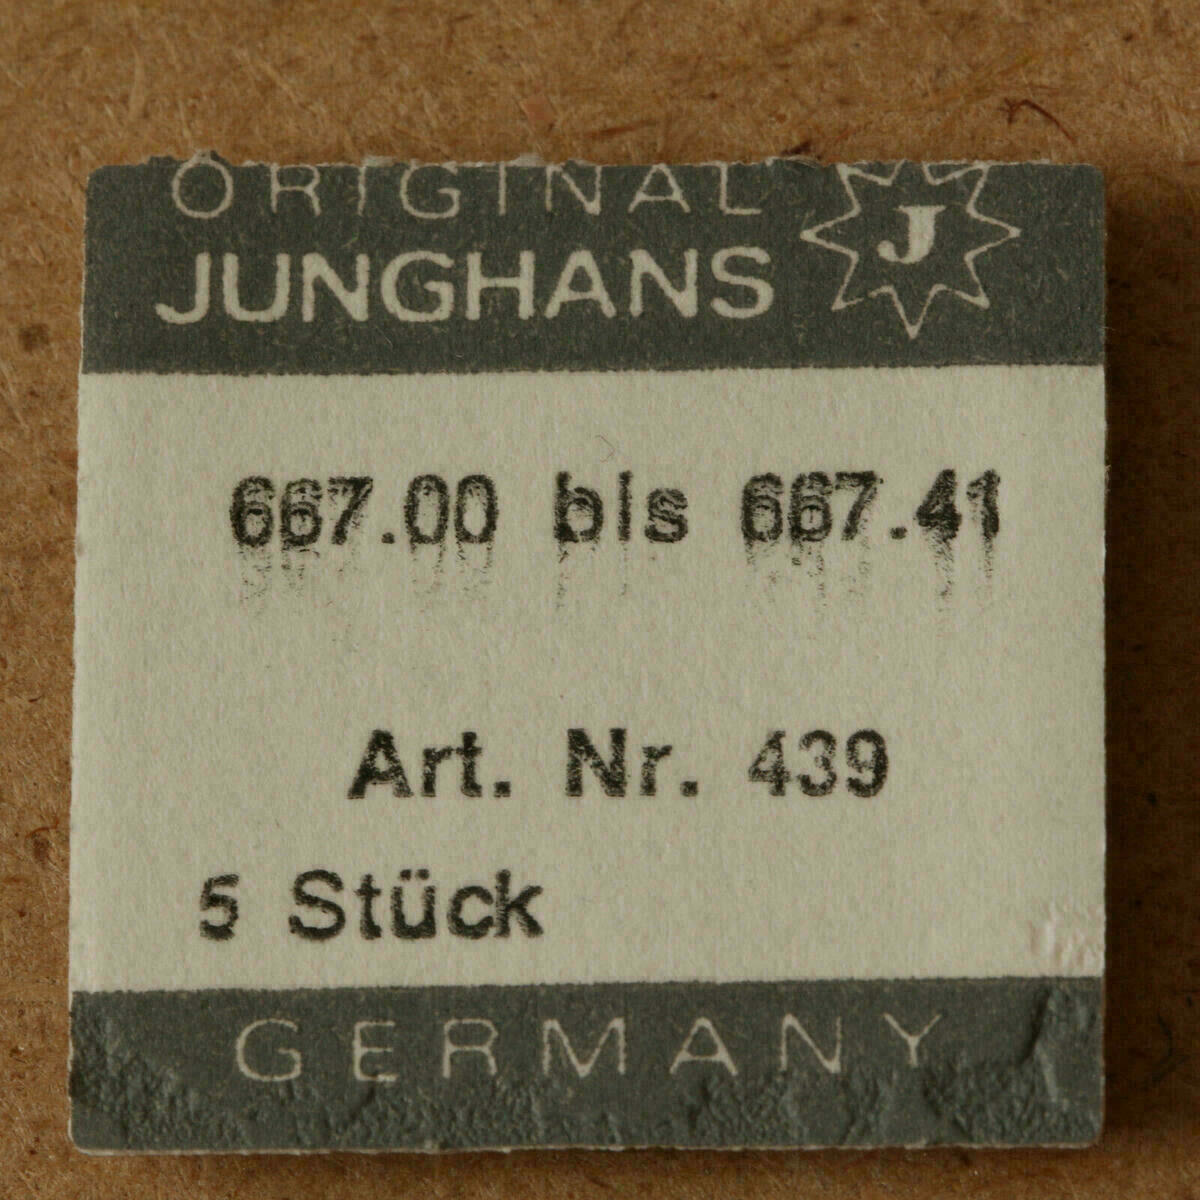 ORIGINAL
JUNGHANS
J
667.00 bis 667.41
Art. Nr. 439
5 Stück
GERMANY